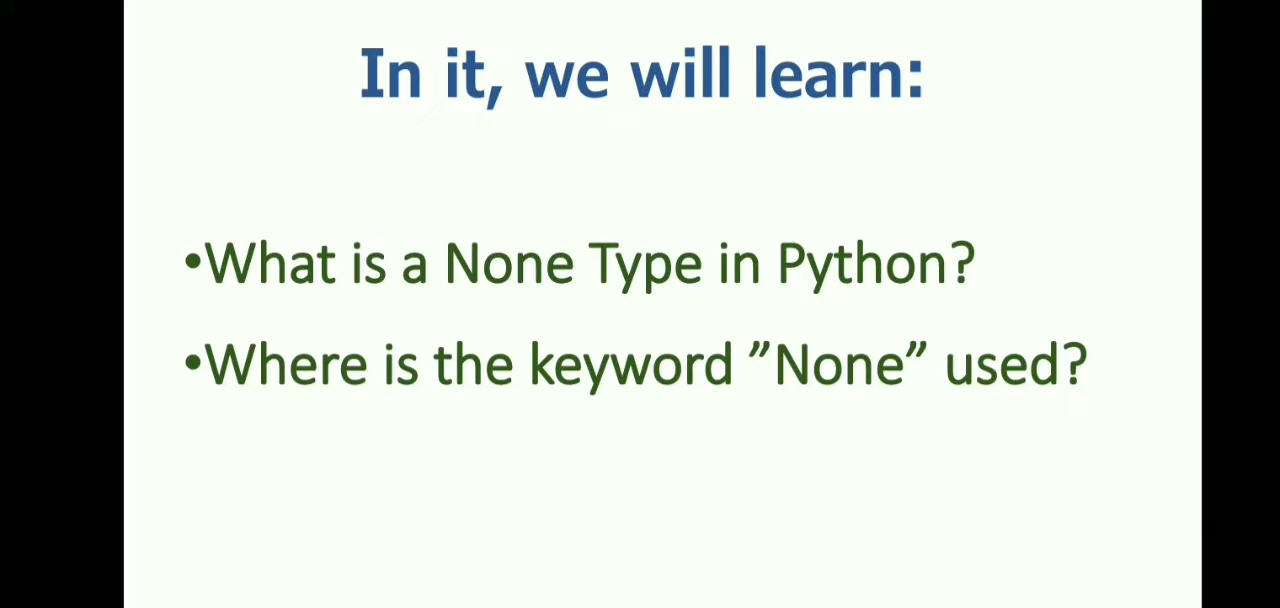 In it, we will learn:
•What is a None Type in Python?
•Where is the keyword ”None” used?